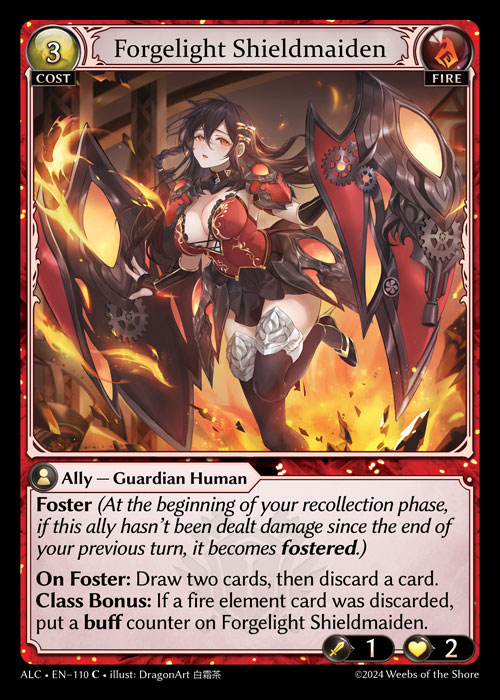 3
COST
Forgelight Shieldmaiden
FIRE
Ally — Guardian Human
Foster (At the beginning of your recollection phase,
if this ally hasn't been dealt damage since the end of
your previous turn, it becomes fostered.)
On Foster: Draw two cards, then discard a card.
Class Bonus: If a fire element card was discarded,
put a buff counter on Forgelight Shieldmaiden.
1
2
ALC • EN–110 C • illust: DragonArt 白霜茶
©2024 Weebs of the Shore